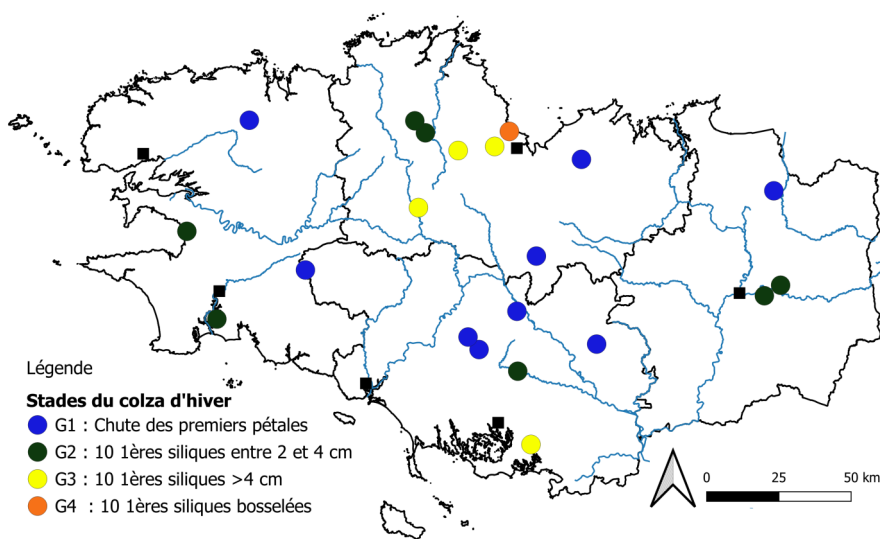 Légende
Stades du colza d'hiver
G1 : Chute des premiers pétales
G2 : 10 1ères siliques entre 2 et 4 cm
G3 : 10 1ères siliques >4 cm
G4 : 10 1ères siliques bosselées
0 25 50 km